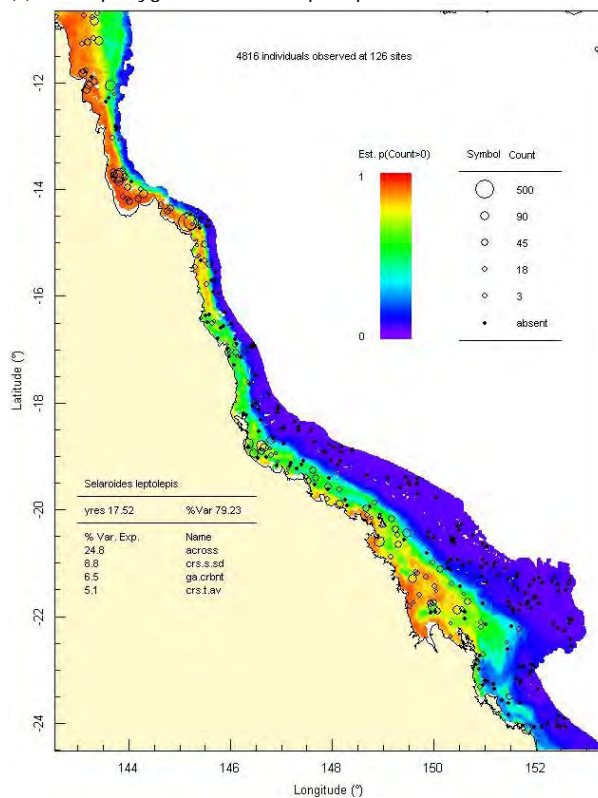 4816 individuals observed at 126 sites
Est. p(Count>0)
1
0
Symbol Count
500
90
45
18
3
absent
-12
-14
-16
-18
-20
-22
-24
Latitude (º)
Selaroides leptolepis
yres 17.52 %Var 79.23
% Var. Exp. Name
24.8 across
8.8 crs.s.sd
6.5 ga.crbnt
5.1 crs.t.av
144 146 148 150 152
Longitude (º)